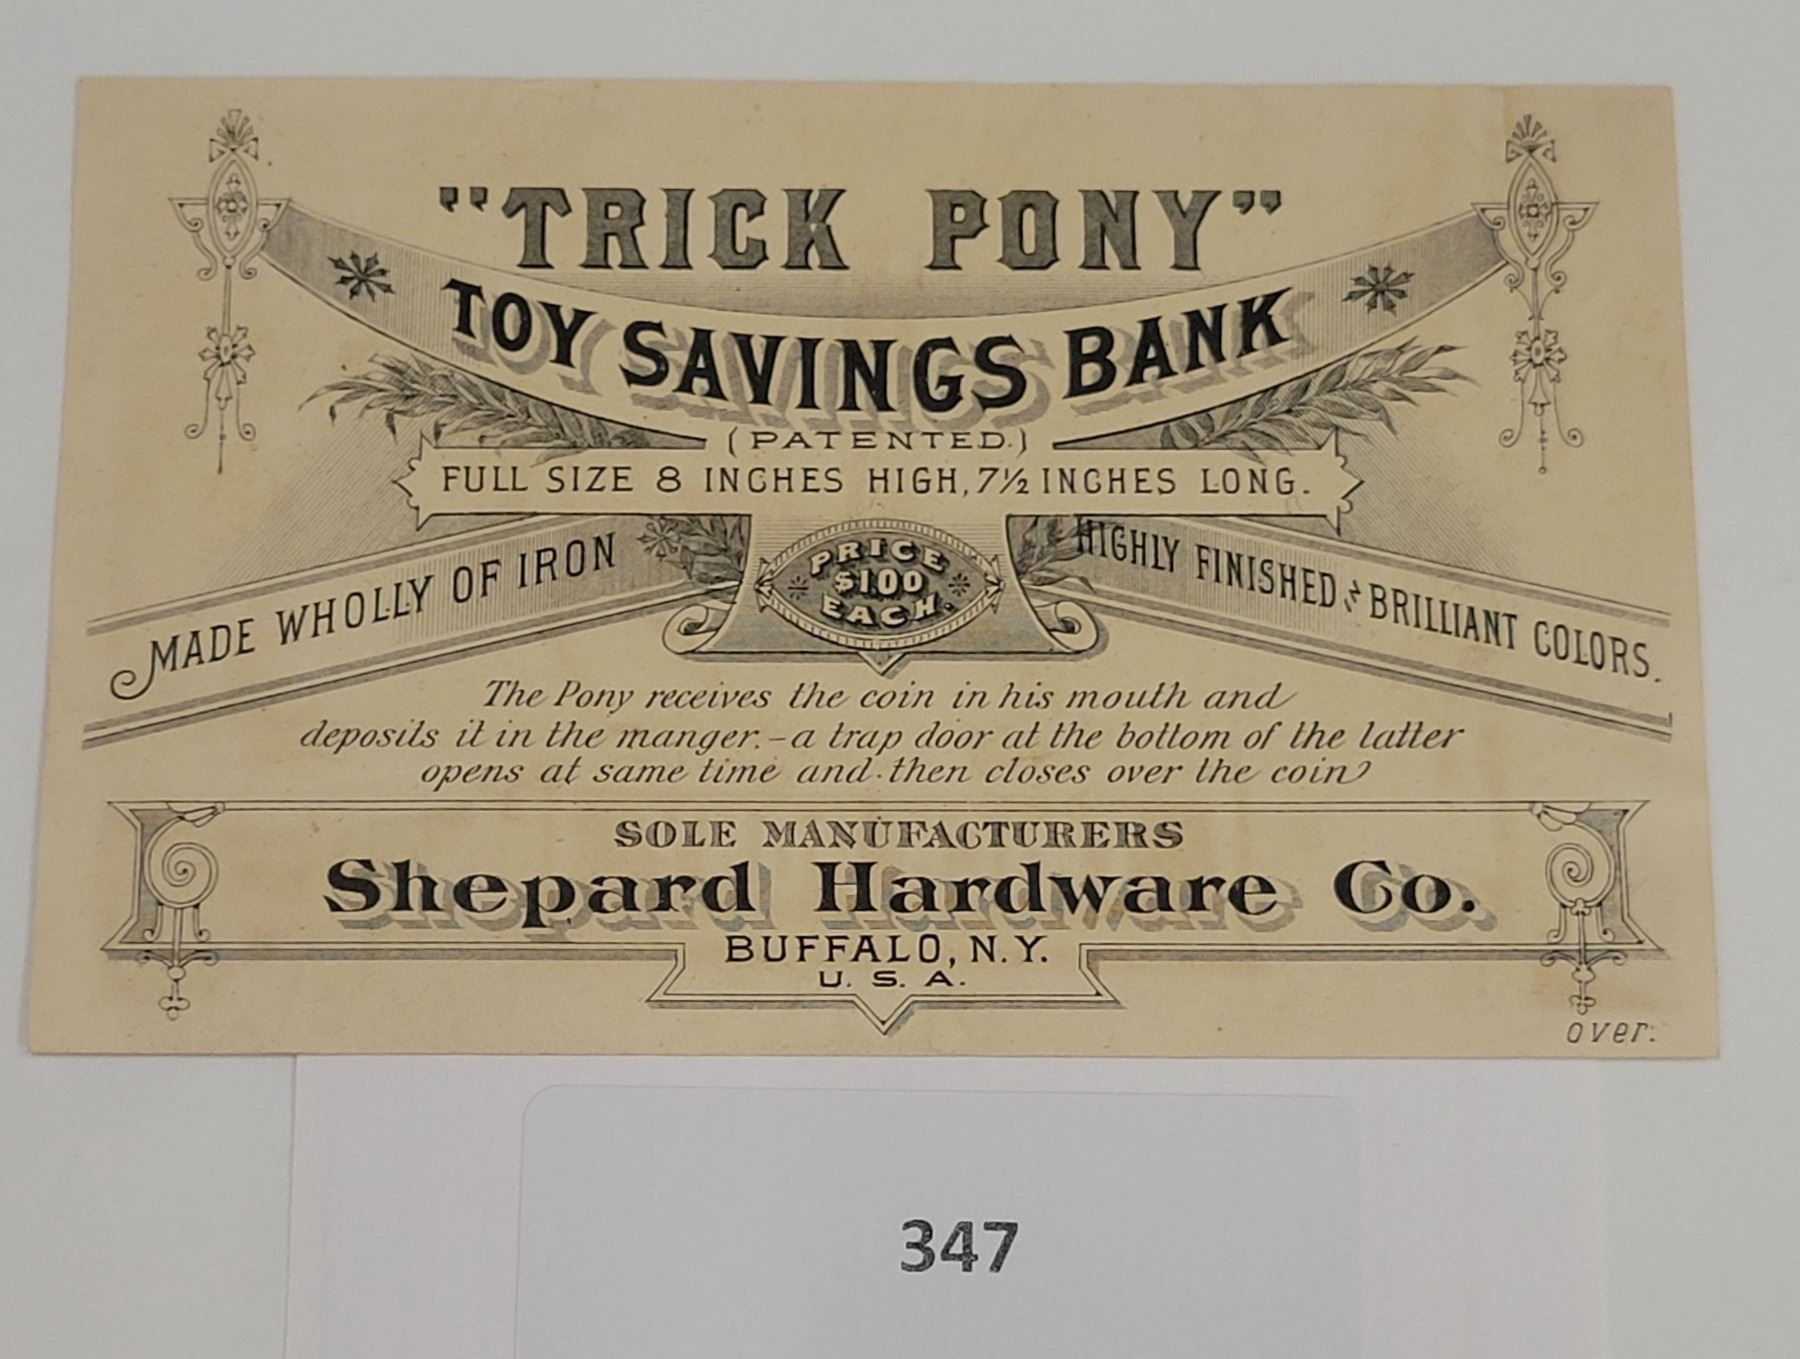 "TRICK PONY"
TOY SAVINGS BANK
(PATENTED.)
FULL SIZE 8 INCHES HIGH, 7½ INCHES LONG.
MADE WHOLLY OF IRON
PRICE
$1.00
EACH.
HIGHLY FINISHED IN BRILLIANT COLORS.
The Pony receives the coin in his mouth and
deposits it in the manger.-a trap door at the bottom of the latter
opens at same time and.then closes over the coin
SOLE MANUFACTURERS
Shepard Hardware Co.
BUFFALO, N.Y.
U. S. A.
over.
347